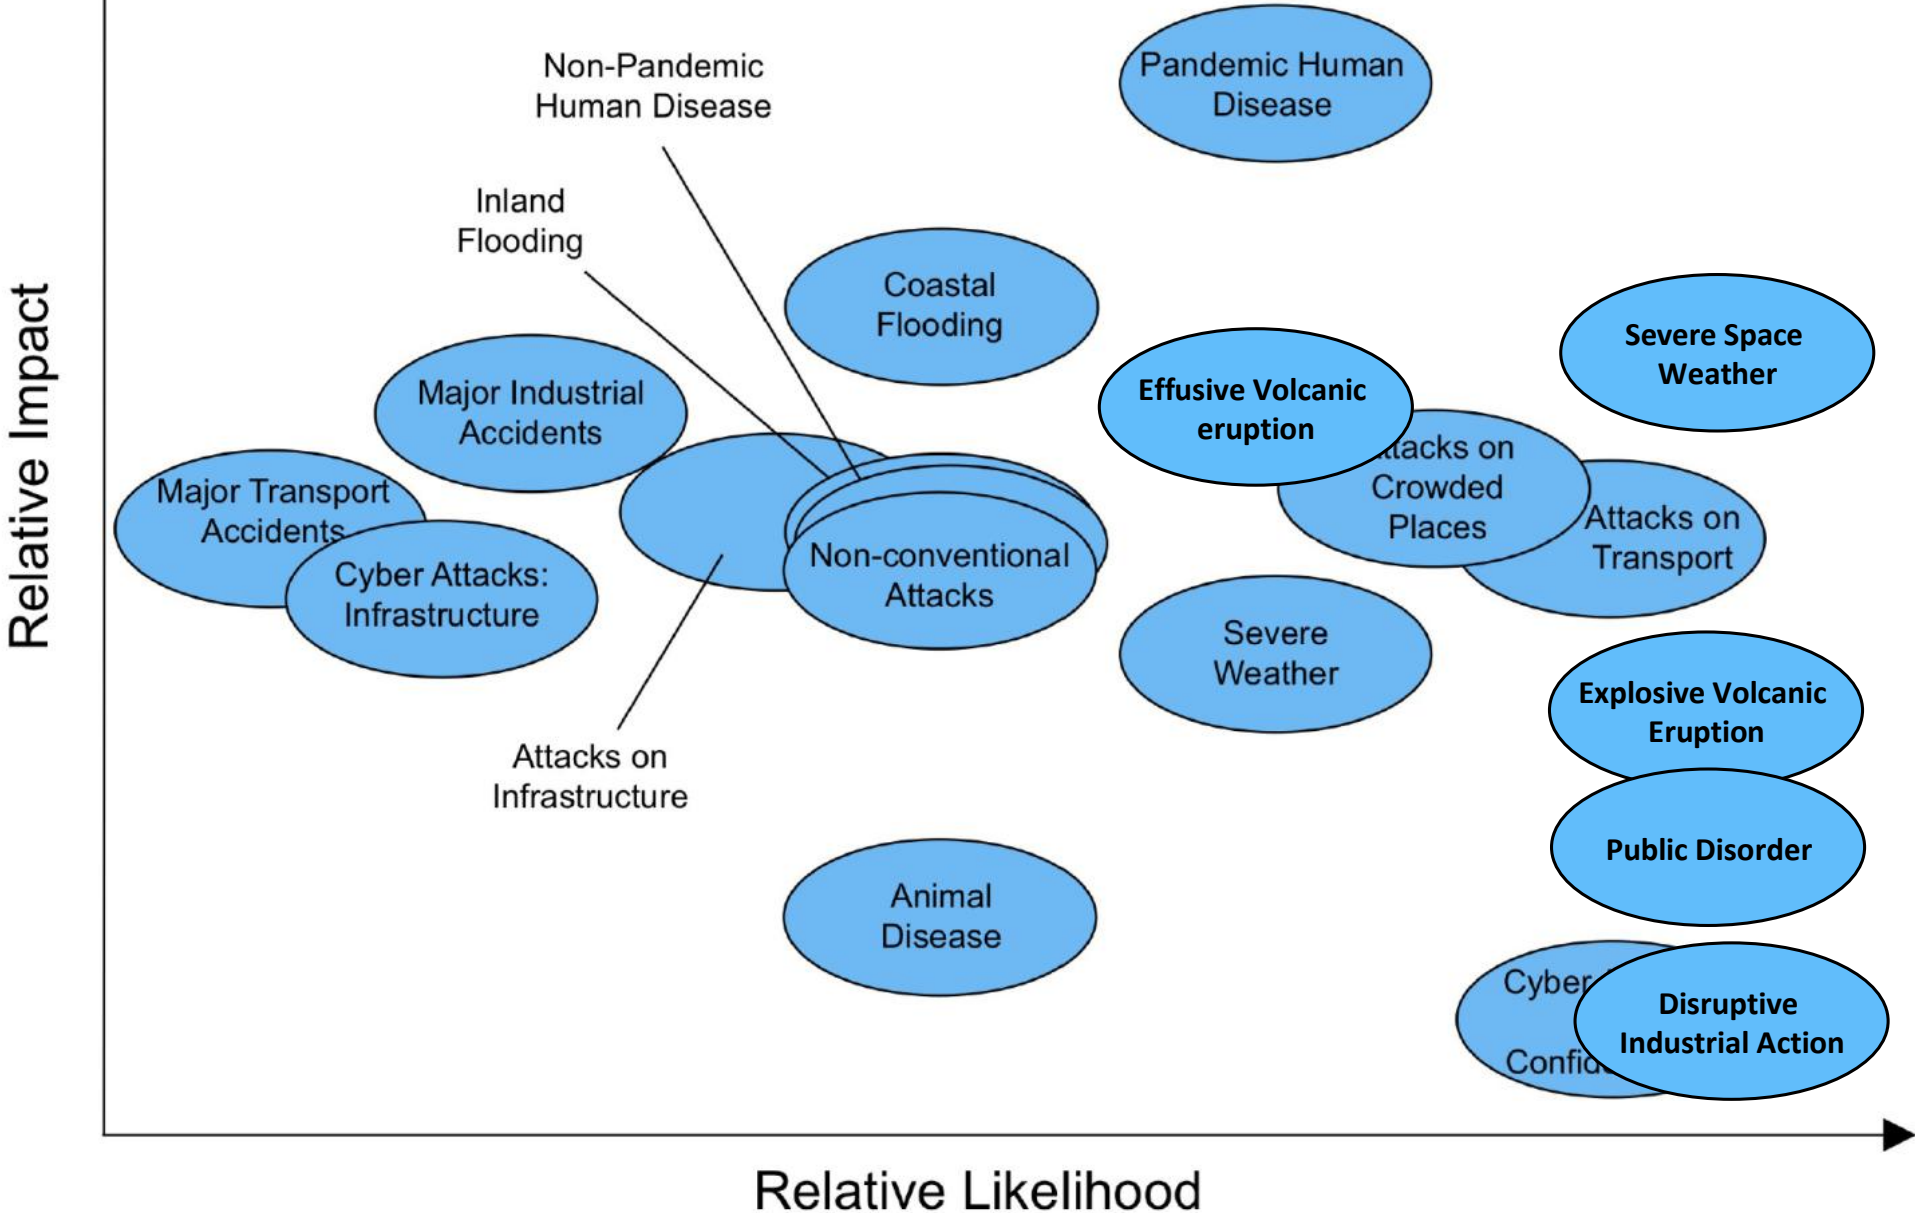 Pandemic Human
Disease
Non-Pandemic
Human Disease
Inland
Flooding
Coastal
Flooding
Severe Space
Weather
Effusive Volcanic
eruption
Major Industrial
Accidents
Crowded
Places
Attacks on
Transport
Major Transport
Accidents
Cyber Attacks:
Infrastructure
Non-conventional
Attacks
Severe
Weather
Explosive Volcanic
Eruption
Attacks on
Infrastructure
Public Disorder
Animal
Disease
Cyber
Disruptive
Industrial Action
Relative Impact
Relative Likelihood